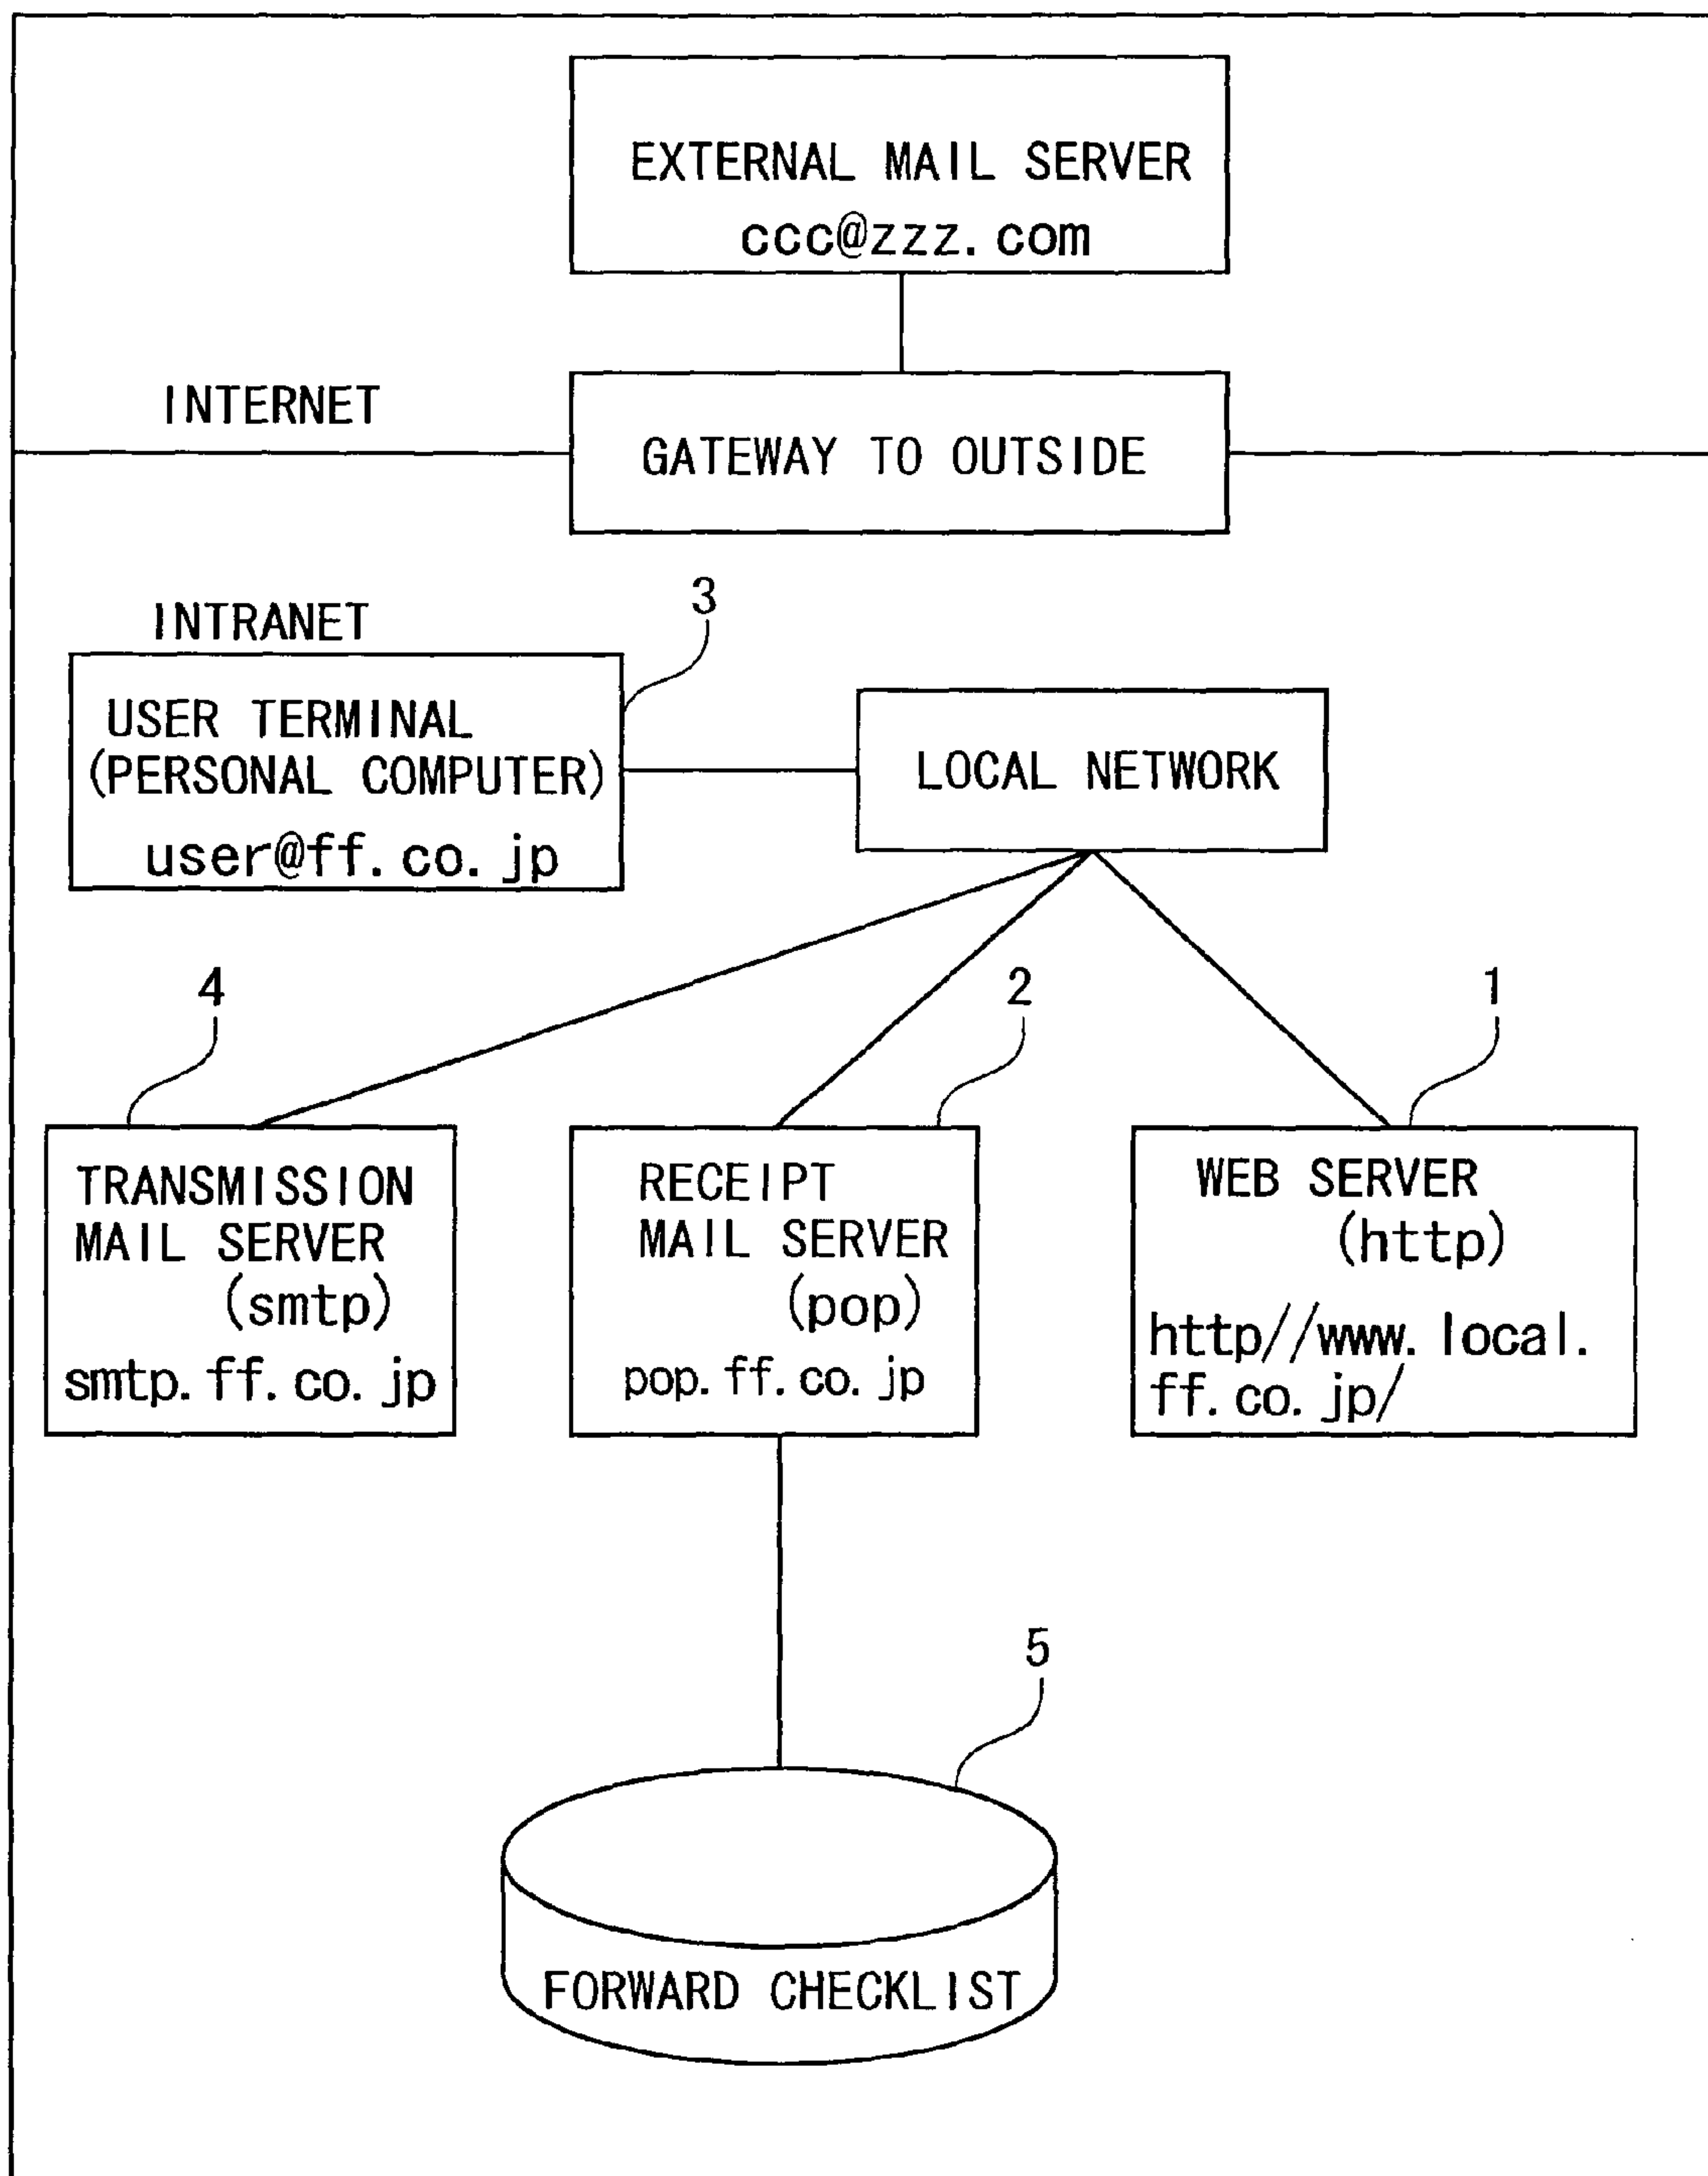 EXTERNAL MAIL SERVER
ccc@zzz.com
INTERNET
GATEWAY TO OUTSIDE
INTRANET
3
USER TERMINAL
(PERSONAL COMPUTER)
user@ff.co.jp
LOCAL NETWORK
4
2
1
TRANSMISSION
MAIL SERVER
(smtp)
smtp.ff.co.jp
RECEIPT
MAIL SERVER
(pop)
pop.ff.co.jp
WEB SERVER
(http)
http//www.local.
ff.co.jp/
5
FORWARD CHECKLIST